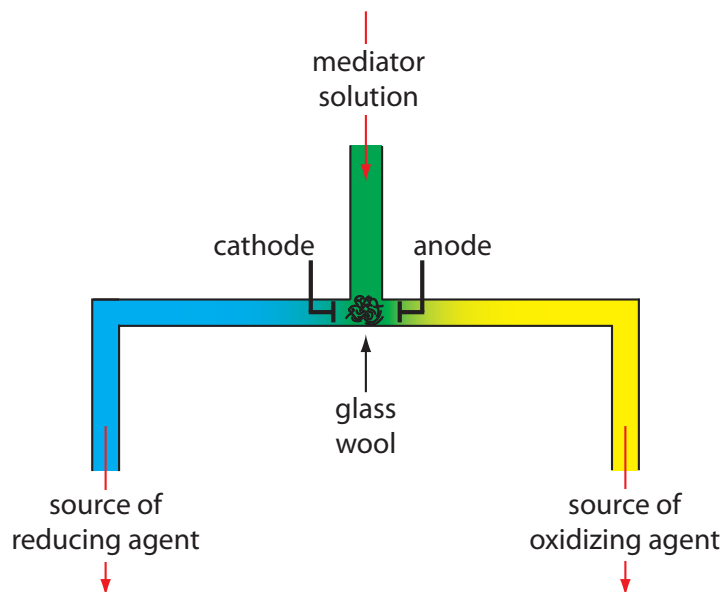 mediator
solution
cathode
anode
glass
wool
source of
reducing agent
source of
oxidizing agent